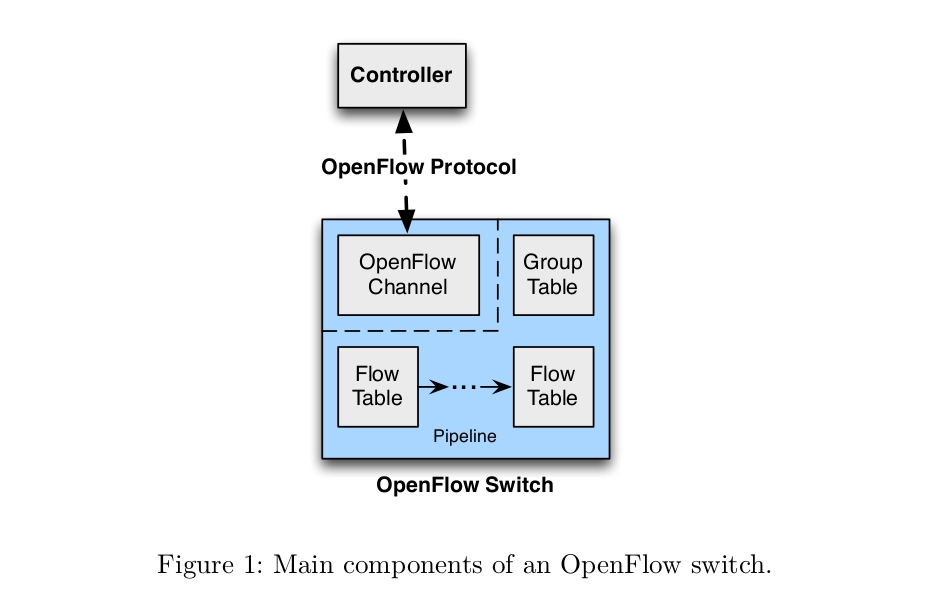 Controller
OpenFlow Protocol
OpenFlow
Channel
Group
Table
Flow
Table
...
Flow
Table
Pipeline
OpenFlow Switch
Figure 1: Main components of an OpenFlow switch.